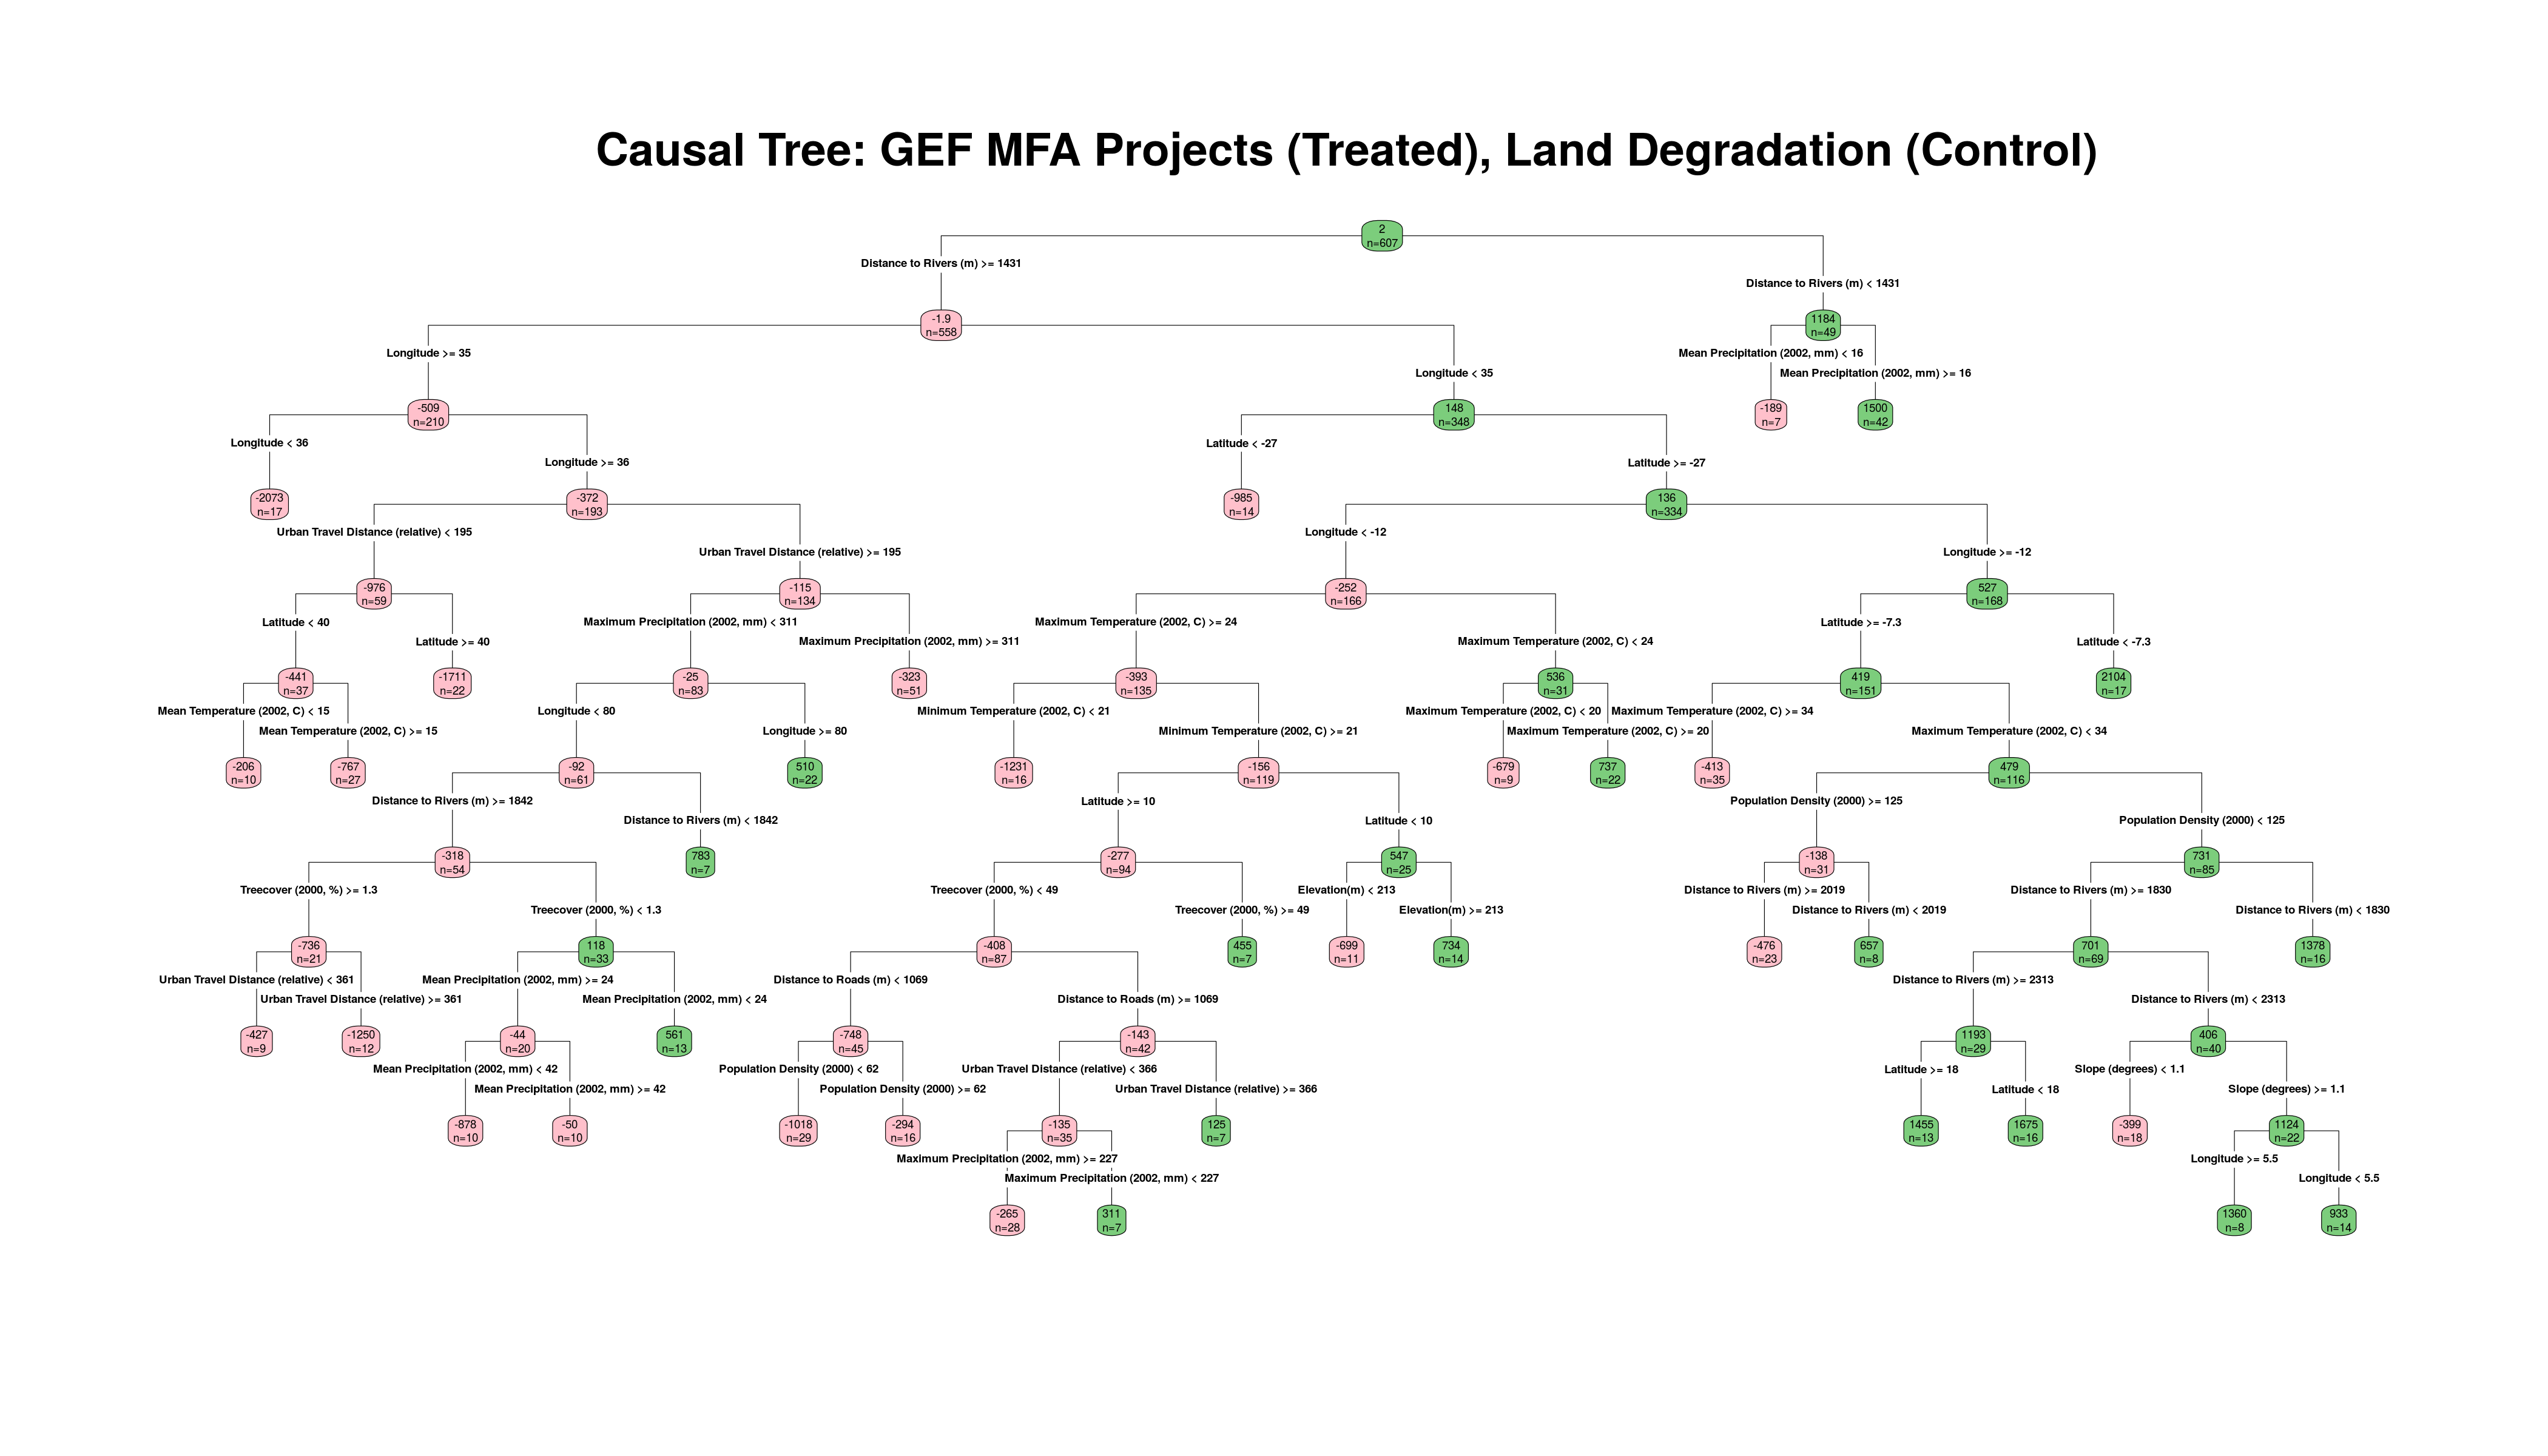 Causal Tree: GEF MFA Projects (Treated), Land Degradation (Control)
2
n=607
Distance to Rivers (m) >= 1431
Distance to Rivers (m) < 1431
-1.9
n=558
1184
n=49
Longitude >= 35
Mean Precipitation (2002, mm) < 16
Longitude < 35
Mean Precipitation (2002, mm) >= 16
-509
n=210
148
n=348
-189
n=7
1500
n=42
Longitude < 36
Latitude < -27
Longitude >= 36
Latitude >= -27
-2073
n=17
-372
n=193
-985
n=14
136
n=334
Urban Travel Distance (relative) < 195
Longitude < -12
Urban Travel Distance (relative) >= 195
Longitude >= -12
-976
n=59
-115
n=134
-252
n=166
527
n=168
Latitude < 40
Maximum Precipitation (2002, mm) < 311
Maximum Temperature (2002, C) >= 24
Latitude >= -7.3
Latitude >= 40
Maximum Precipitation (2002, mm) >= 311
Maximum Temperature (2002, C) < 24
Latitude < -7.3
-441
n=37
-1711
n=22
-25
n=83
-323
n=51
-393
n=135
536
n=31
419
n=151
2104
n=17
Mean Temperature (2002, C) < 15
Longitude < 80
Minimum Temperature (2002, C) < 21
Maximum Temperature (2002, C) < 20
Maximum Temperature (2002, C) >= 34
Mean Temperature (2002, C) >= 15
Longitude >= 80
Minimum Temperature (2002, C) >= 21
Maximum Temperature (2002, C) >= 20
Maximum Temperature (2002, C) < 34
-206
n=10
-767
n=27
-92
n=61
510
n=22
-1231
n=16
-156
n=119
-679
n=9
737
n=22
-413
n=35
479
n=116
Distance to Rivers (m) >= 1842
Latitude >= 10
Population Density (2000) >= 125
Distance to Rivers (m) < 1842
Latitude < 10
Population Density (2000) < 125
-318
n=54
783
n=7
-277
n=94
547
n=25
-138
n=31
731
n=85
Treecover (2000, %) >= 1.3
Treecover (2000, %) < 49
Elevation(m) < 213
Distance to Rivers (m) >= 2019
Distance to Rivers (m) >= 1830
Treecover (2000, %) < 1.3
Treecover (2000, %) >= 49
Elevation(m) >= 213
Distance to Rivers (m) < 2019
Distance to Rivers (m) < 1830
-736
n=21
118
n=33
-408
n=87
455
n=7
-699
n=11
734
n=14
-476
n=23
657
n=8
701
n=69
1378
n=16
Urban Travel Distance (relative) < 361
Mean Precipitation (2002, mm) >= 24
Distance to Roads (m) < 1069
Distance to Rivers (m) >= 2313
Urban Travel Distance (relative) >= 361
Mean Precipitation (2002, mm) < 24
Distance to Roads (m) >= 1069
Distance to Rivers (m) < 2313
-427
n=9
-1250
n=12
-44
n=20
561
n=13
-748
n=45
-143
n=42
1193
n=29
406
n=40
Mean Precipitation (2002, mm) < 42
Population Density (2000) < 62
Urban Travel Distance (relative) < 366
Latitude >= 18
Slope (degrees) < 1.1
Mean Precipitation (2002, mm) >= 42
Population Density (2000) >= 62
Urban Travel Distance (relative) >= 366
Latitude < 18
Slope (degrees) >= 1.1
-878
n=10
-50
n=10
-1018
n=29
-294
n=16
-135
n=35
125
n=7
1455
n=13
1675
n=16
-399
n=18
1124
n=22
Maximum Precipitation (2002, mm) >= 227
Longitude >= 5.5
Maximum Precipitation (2002, mm) < 227
Longitude < 5.5
-265
n=28
311
n=7
1360
n=8
933
n=14